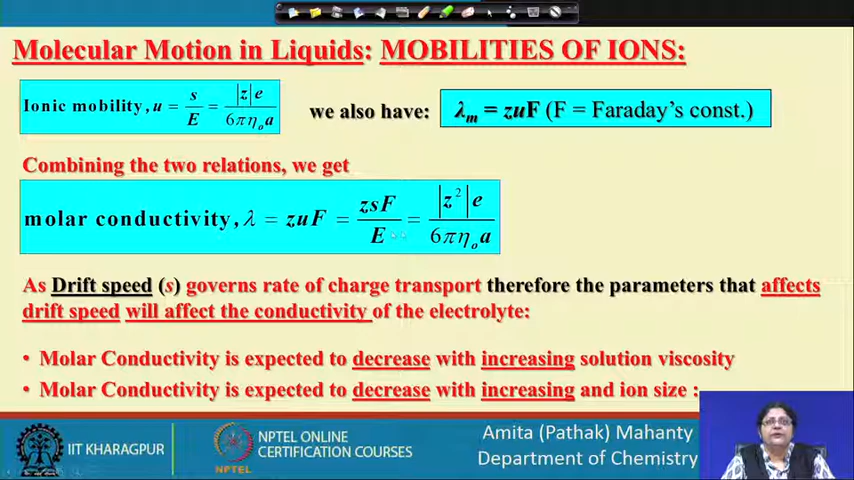 Molecular Motion in Liquids: MOBILITIES OF IONS:
Ionic mobility, u = s/E = |z|e/6πηₒa
we also have: λm = zuF (F = Faraday's const.)
Combining the two relations, we get
molar conductivity, λ = zuF = zsF/E = |z²|e/6πηₒa
As Drift speed (s) governs rate of charge transport therefore the parameters that affects
drift speed will affect the conductivity of the electrolyte:
• Molar Conductivity is expected to decrease with increasing solution viscosity
• Molar Conductivity is expected to decrease with increasing and ion size :
IIT KHARAGPUR
NPTEL
NPTEL ONLINE
CERTIFICATION COURSES
Amita (Pathak) Mahanty
Department of Chemistry